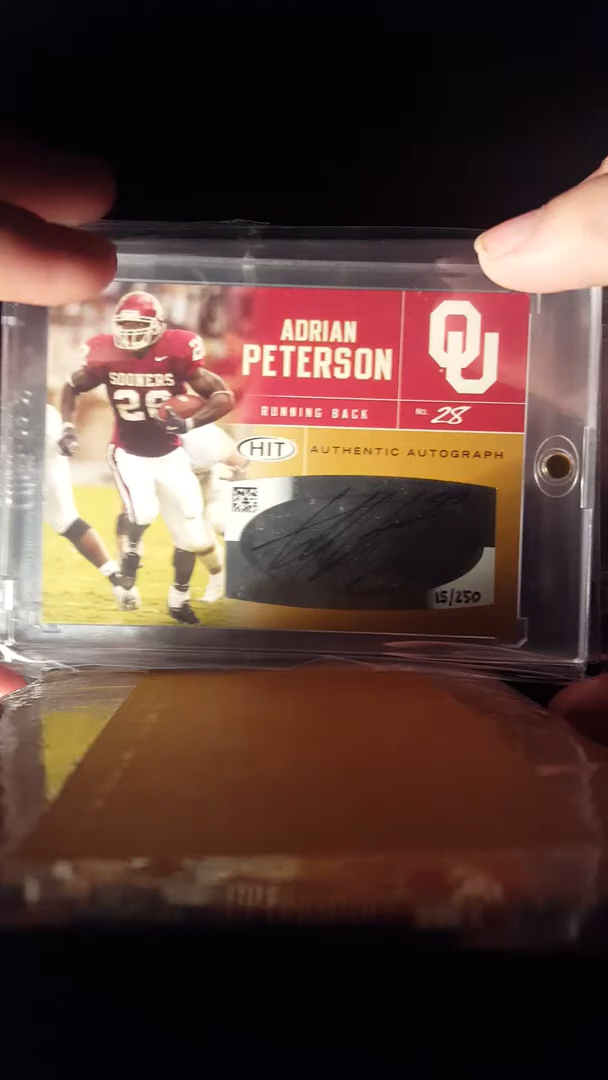 ADRIAN
PETERSON
OU
RUNNING BACK
No. 28
SOONERS
28
HIT
AUTHENTIC AUTOGRAPH
15/250